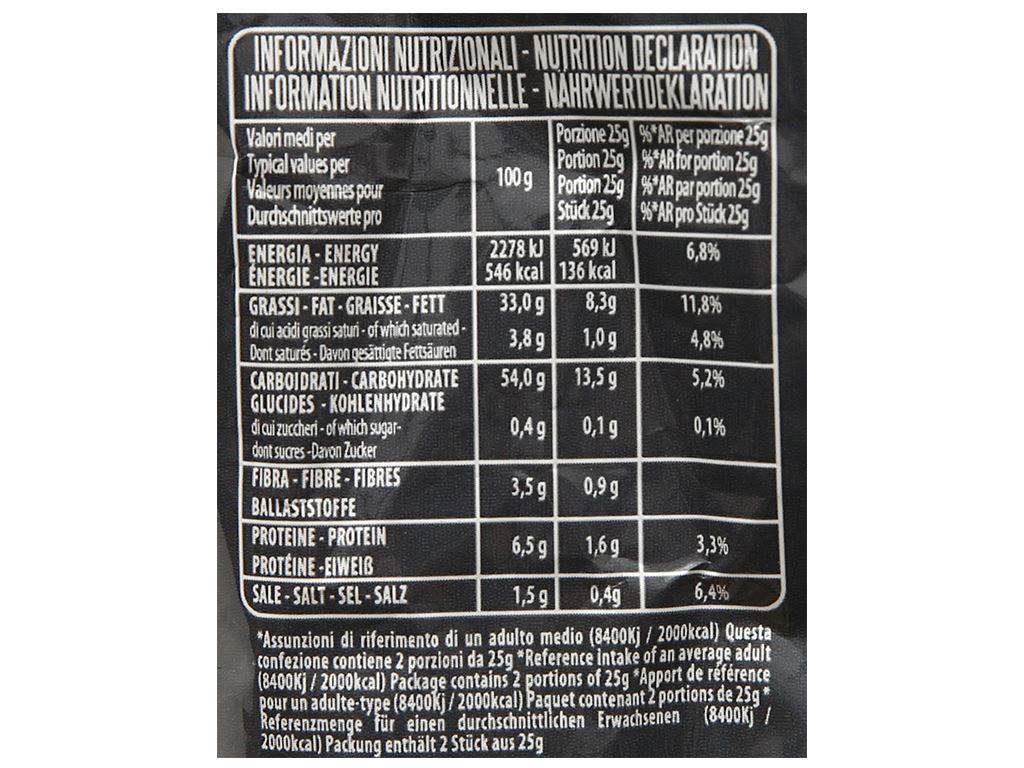 INFORMAZIONI NUTRIZIONALI - NUTRITION DECLARATION
INFORMATION NUTRITIONNELLE - NÄHRWERTDEKLARATION
Valori medi per
Typical values per
Valeurs moyennes pour
Durchschnittswerte pro
100 g
Porzione 25g
Portion 25g
Portion 25g
Stück 25g
%*AR per porzione 25g
%*AR for portion 25g
%*AR par portion 25g
%*AR pro Stück 25g
ENERGIA - ENERGY 2278 kJ 569 kJ 6,8%
ÉNERGIE -ENERGIE 546 kcal 136 kcal
GRASSI - FAT - GRAISSE - FETT 33,0 g 8,3g 11,8%
di cui acidi grassi saturi - of which saturated - 3,8 g 1,0 g 4,8%
Dont saturés - Davon gesättigte Fettsäuren
CARBOIDRATI - CARBOHYDRATE 54,0 g 13,5 g 5,2%
GLUCIDES - KOHLENHYDRATE
di cui zuccheri - of which sugar- 0,4 g 0,1 g 0,1%
dont sucres -Davon Zucker
FIBRA - FIBRE - FIBRES 3,5 g 0,9 g
BALLASTSTOFFE
PROTEINE - PROTEIN 6,5 g 1,6 g 3,3%
PROTÉINE -EIWEIß
SALE - SALT - SEL - SALZ 1,5 g 0,4g 6,4%
*Assunzioni di riferimento di un adulto medio (8400Kj / 2000kcal) Questa
confezione contiene 2 porzioni da 25g *Reference intake of an average adult
(8400Kj / 2000kcal) Package contains 2 portions of 25g *Apport de référence
pour un adulte-type (8400Kj / 2000kcal) Paquet contenant 2 portions de 25g *
Referenzmenge für einen durchschnittlichen Erwachsenen (8400Kj /
2000kcal) Packung enthält 2 Stück aus 25g